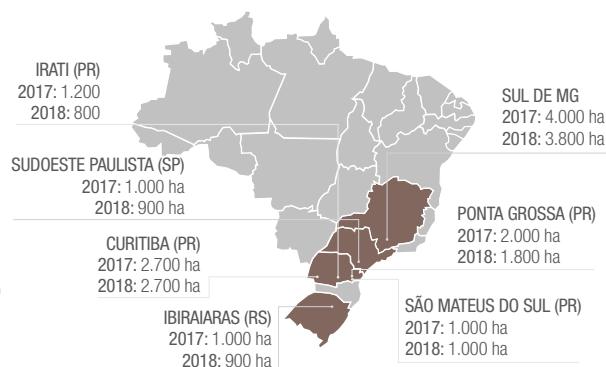 IRATI (PR)
2017: 1.200
2018: 800
SUDOESTE PAULISTA (SP)
2017: 1.000 ha
2018: 900 ha
CURITIBA (PR)
2017: 2.700 ha
2018: 2.700 ha
IBIRAIARAS (RS)
2017: 1.000 ha
2018: 900 ha
SUL DE MG
2017: 4.000 ha
2018: 3.800 ha
PONTA GROSSA (PR)
2017: 2.000 ha
2018: 1.800 ha
SÃO MATEUS DO SUL (PR)
2017: 1.000 ha
2018: 1.000 ha